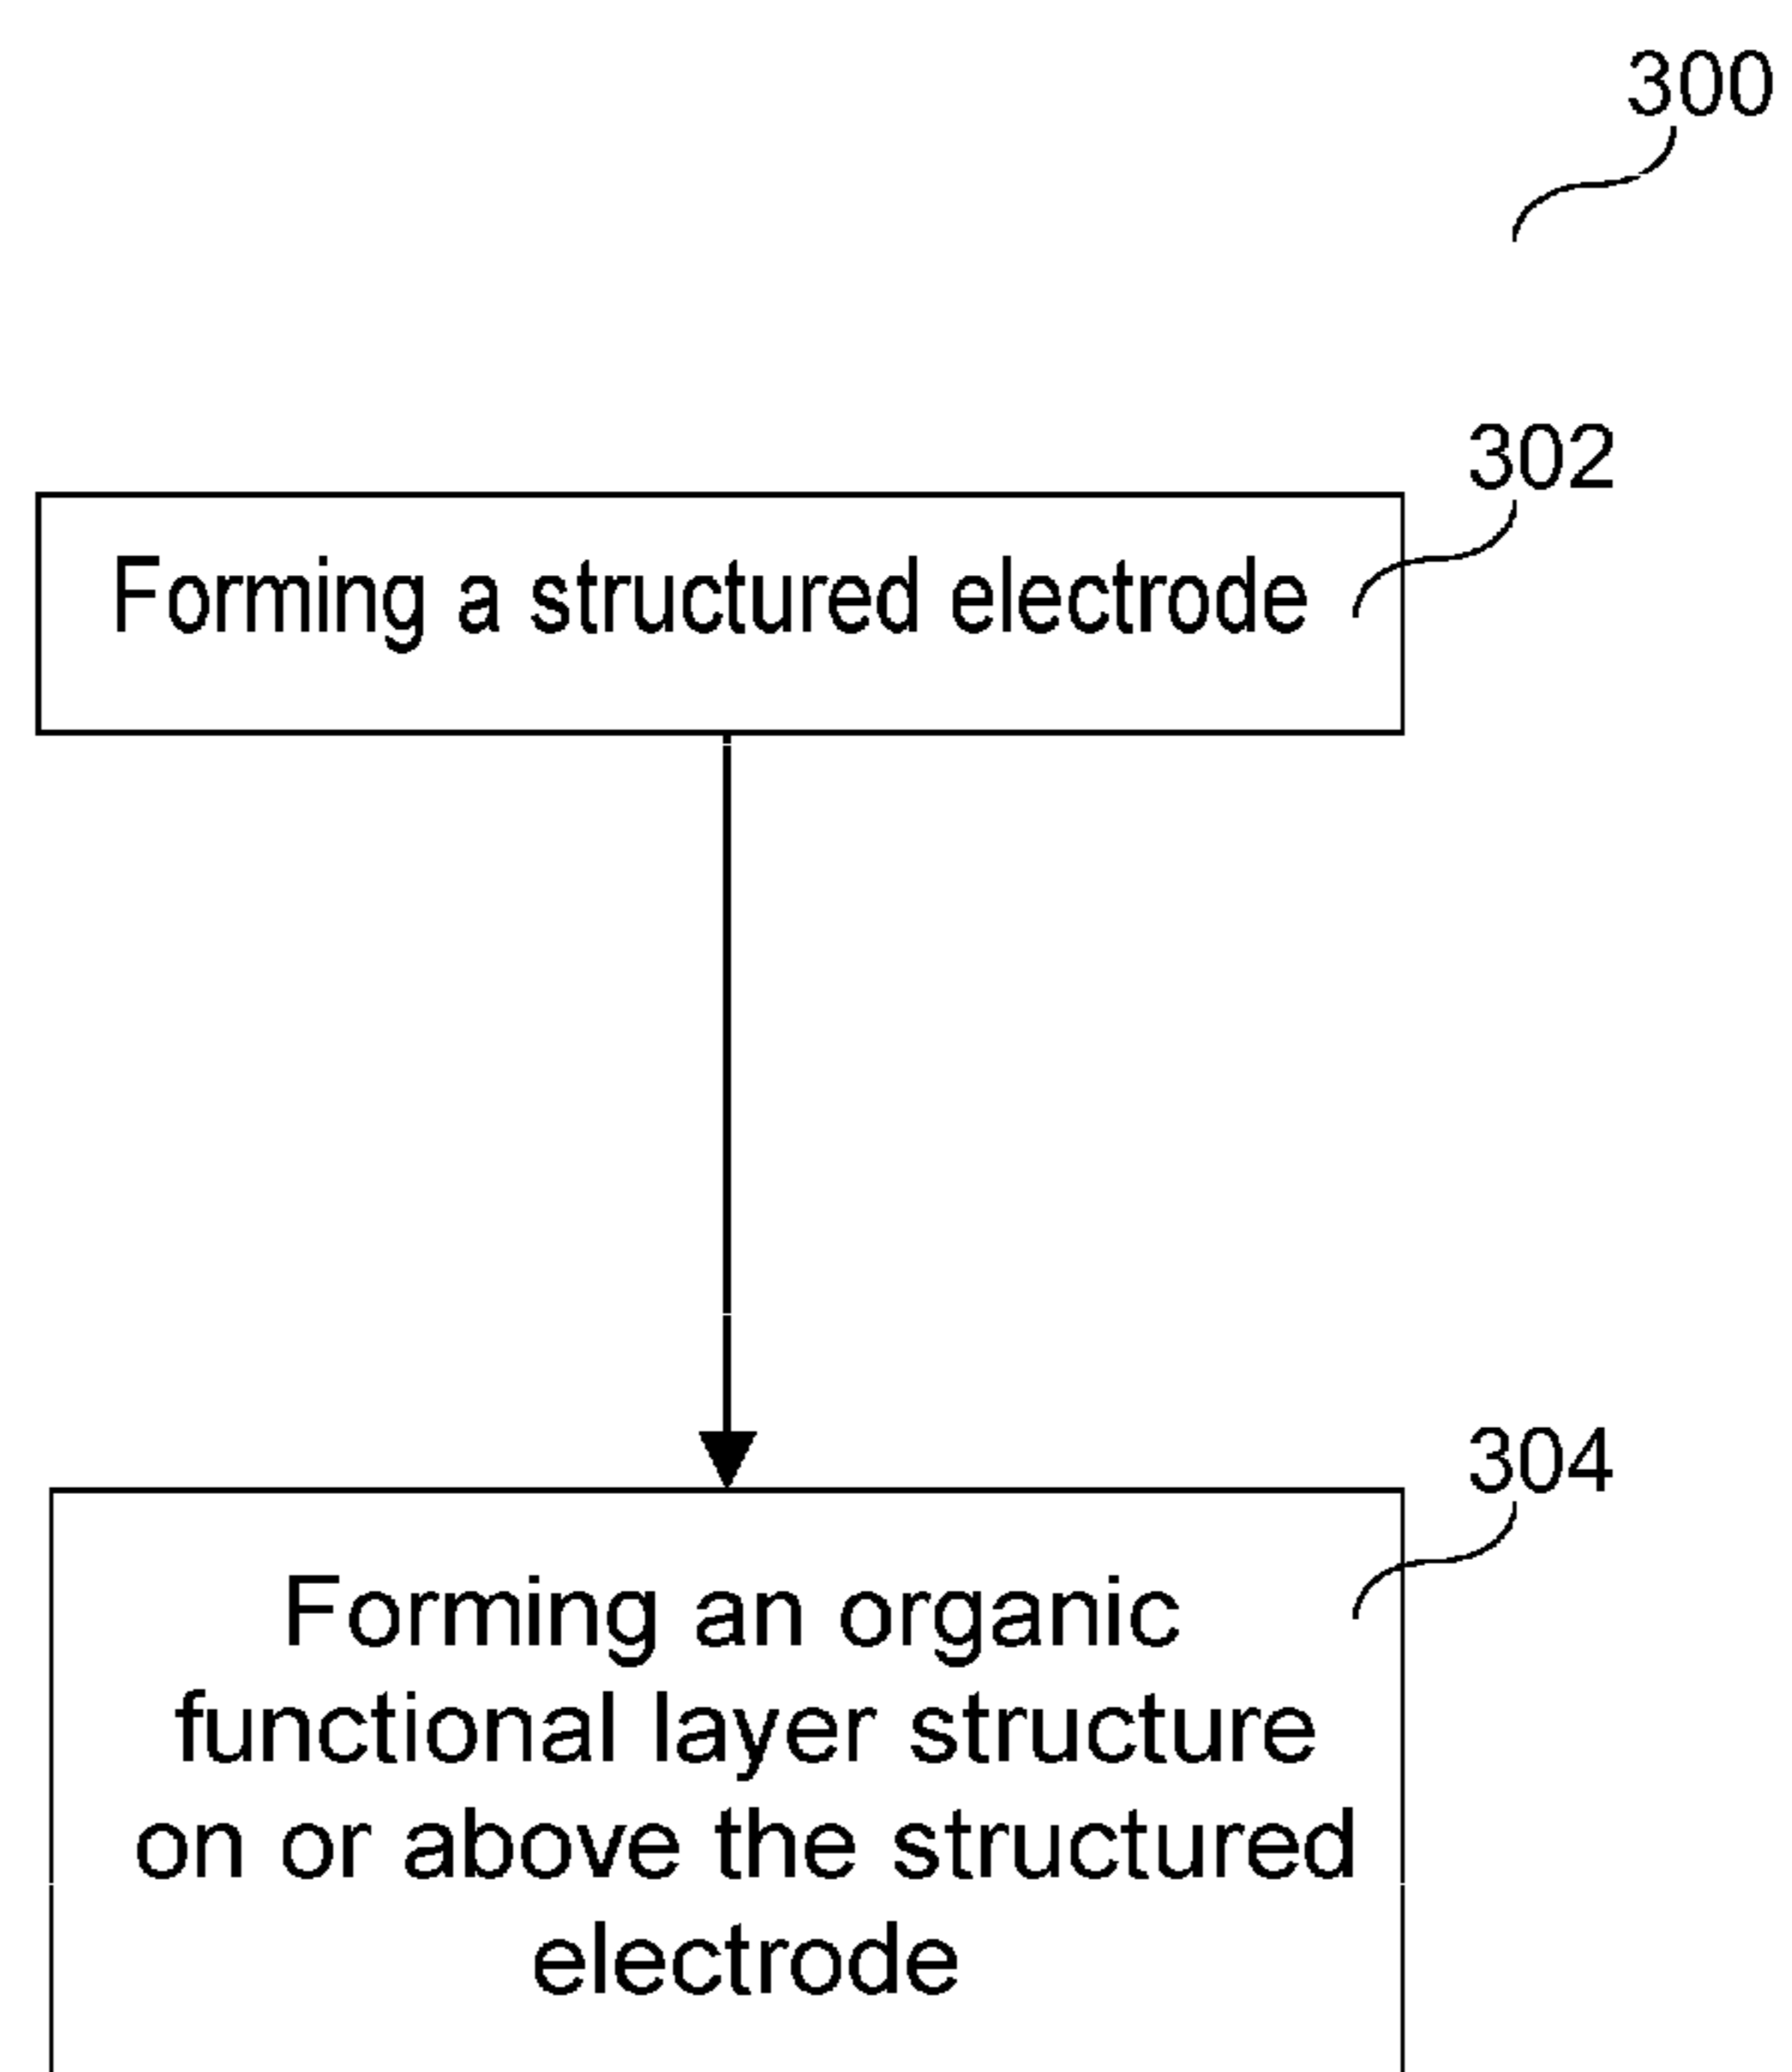 300
302
Forming a structured electrode
304
Forming an organic
functional layer structure
on or above the structured
electrode